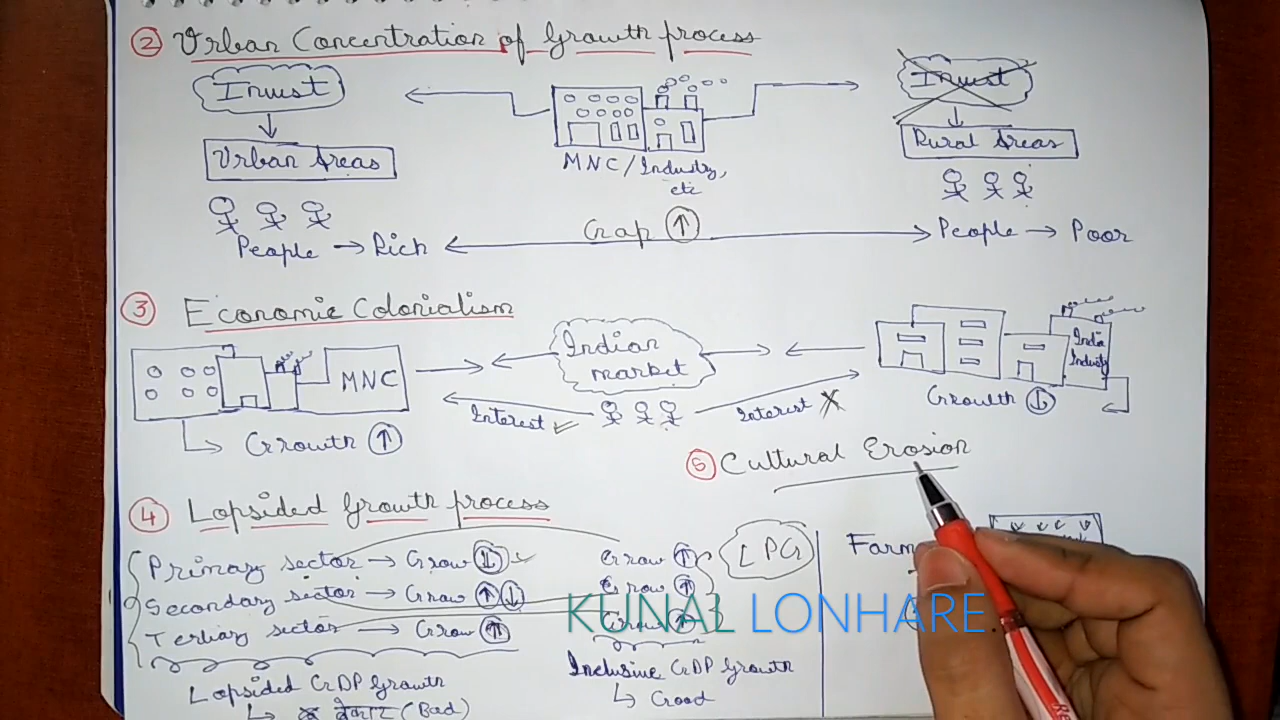 ② Urban Concentration of Growth process
Invest
Invest
Urban Areas
MNC/Industry,
etc
Rural Areas
People → Rich
Gap ↑
People → Poor
③ Economic Colonialism
MNC
Indian
market
India
Industry
Growth ↑
Interest ✓
Interest X
Growth ↓
⑤ Cultural Erosion
④ Lopsided Growth process
Primary sector → Grow ↓
Secondary sector → Grow ↑ ↓
Tertiary sector → Grow ↑
Grow ↑
Grow ↑
Grow ↑
LPG
Farm
KUNAL LONHARE
Lopsided GDP Growth
↳ बेकार (Bad)
Inclusive GDP Growth
↳ Good